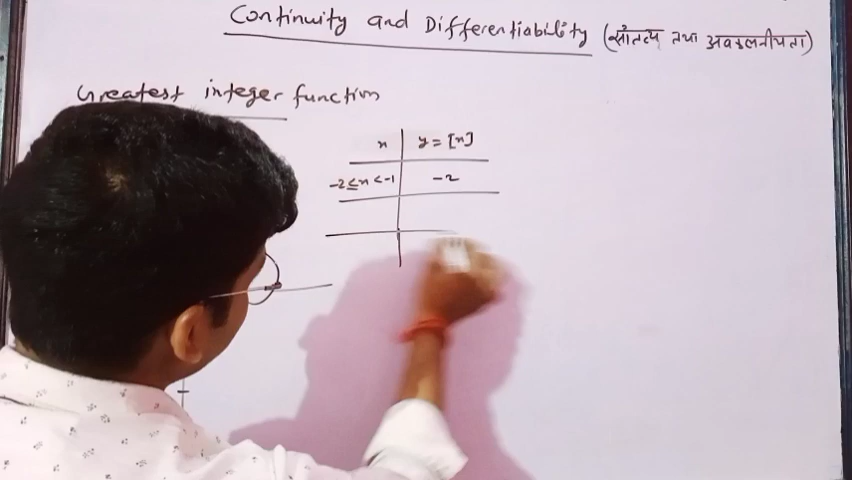 Continuity and Differentiability (सांतत्य तथा अवकलनीयता)
Greatest integer function
x y = [x]
-2 ≤ x < -1 -2